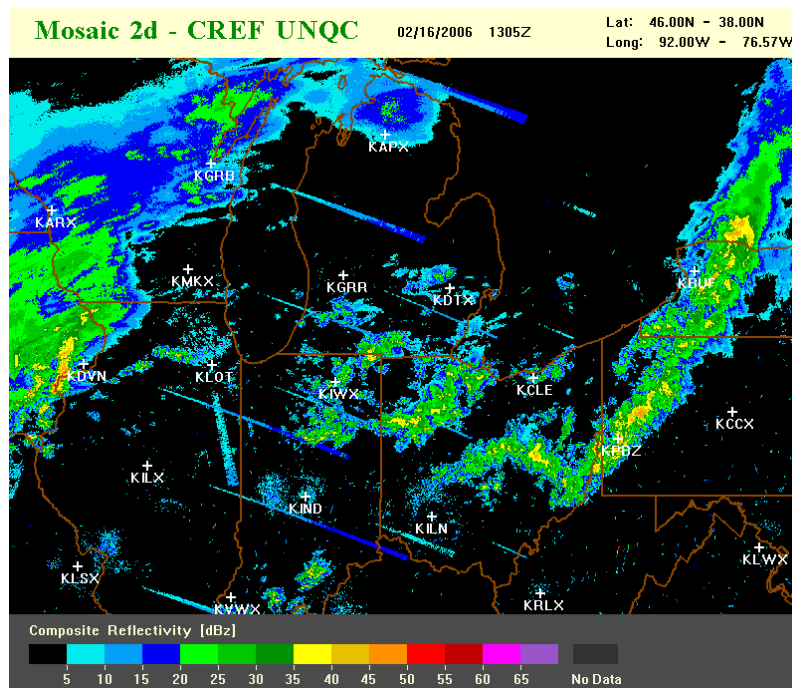 Mosaic 2d - CREF UNQC 02/16/2006 1305Z
Lat: 46.00N - 38.00N
Long: 92.00W - 76.57W
KAPX
KGRB
KARX
KMKX
KGRR
KDTX
KBUF
KDVN
KLOT
KIWX
KCLE
KCCX
KPBZ
KILX
KIND
KILN
KLSX
KLWX
KVWX
KRLX
Composite Reflectivity [dBz]
5 10 15 20 25 30 35 40 45 50 55 60 65 No Data